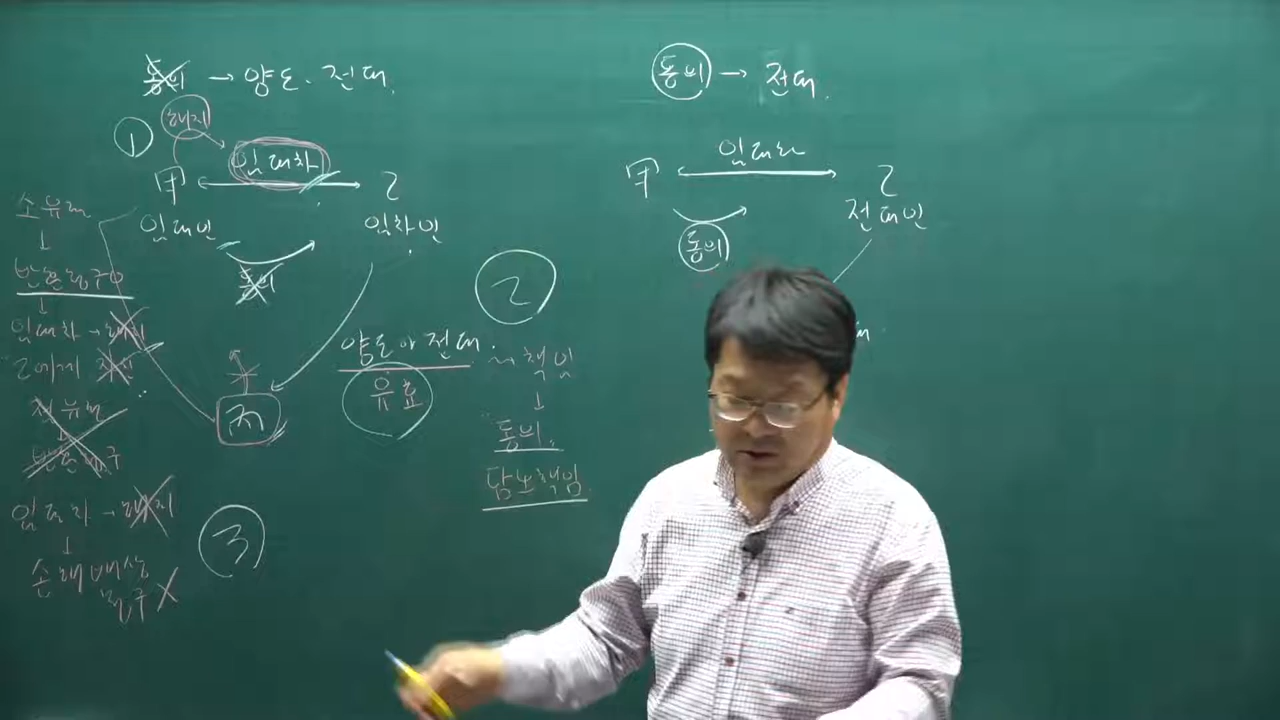 동의 → 양도·전대.
①
해지
임대차
甲 乙
임대인 임차인
동의
丙
양도나 전대.
유효
소유권
↓
반환청구
↓
임대차 → 해지
乙에게
점유권
↓
반환청구
임대차 → 해지
↓
손해배상
청구 X
②
책임
↓
동의.
담보책임
③
동의 → 전대.
임대차
甲 乙
전대인
동의